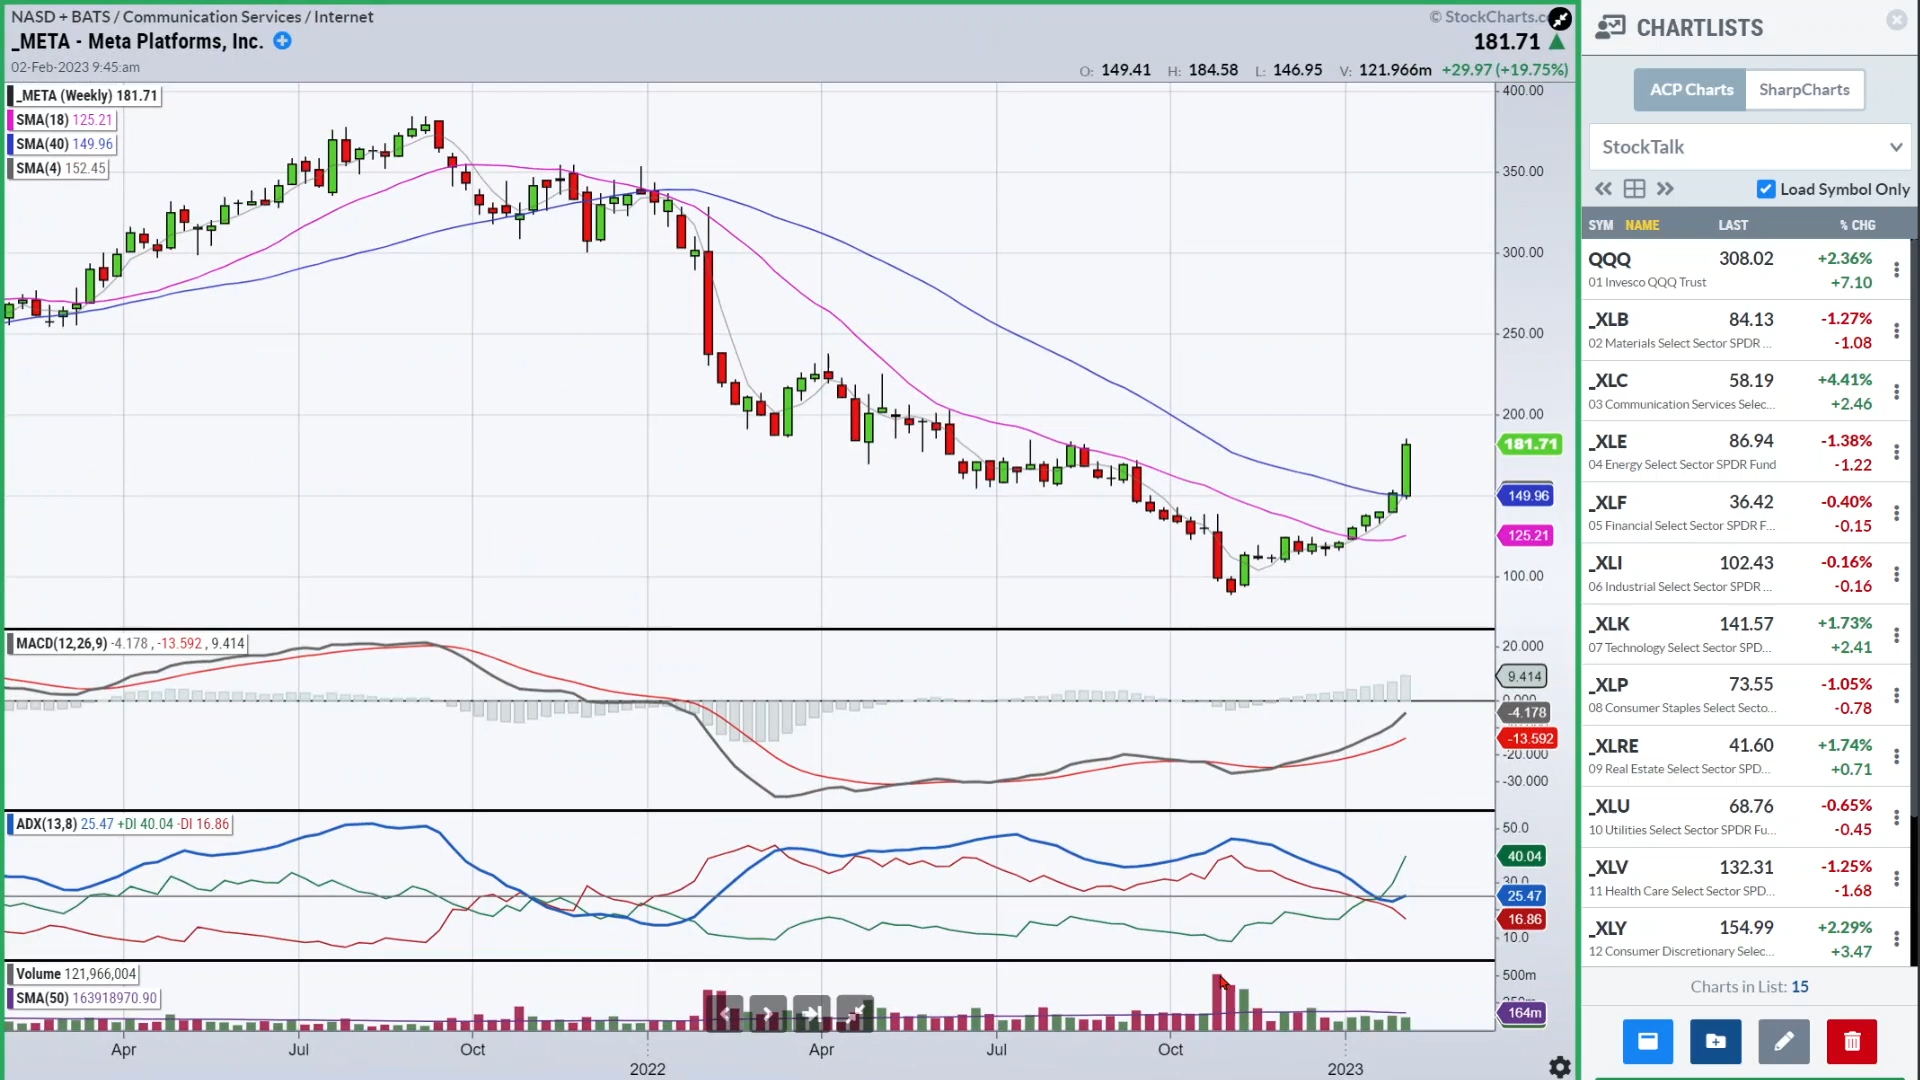 NASD + BATS / Communication Services / Internet
© StockCharts.c
_META - Meta Platforms, Inc.
181.71
02-Feb-2023 9:45am
O: 149.41 H: 184.58 L: 146.95 V: 121.966m +29.97 (+19.75%)
_META (Weekly) 181.71
SMA(18) 125.21
SMA(40) 149.96
SMA(4) 152.45
400.00
350.00
300.00
250.00
200.00
181.71
149.96
125.21
100.00
MACD(12,26,9) -4.178 , -13.592 , 9.414
20.000
9.414
0.000
-4.178
-13.592
-20.000
-30.000
ADX(13,8) 25.47 +DI 40.04 -DI 16.86
50.0
40.04
30.0
25.47
16.86
10.0
Volume 121,966,004
SMA(50) 163918970.90
500m
164m
Apr Jul Oct Apr Jul Oct
2022 2023
CHARTLISTS
ACP Charts SharpCharts
StockTalk
Load Symbol Only
SYM NAME LAST % CHG
QQQ 308.02 +2.36%
01 Invesco QQQ Trust +7.10
_XLB 84.13 -1.27%
02 Materials Select Sector SPDR ... -1.08
_XLC 58.19 +4.41%
03 Communication Services Selec... +2.46
_XLE 86.94 -1.38%
04 Energy Select Sector SPDR Fund -1.22
_XLF 36.42 -0.40%
05 Financial Select Sector SPDR F... -0.15
_XLI 102.43 -0.16%
06 Industrial Select Sector SPDR ... -0.16
_XLK 141.57 +1.73%
07 Technology Select Sector SPD... +2.41
_XLP 73.55 -1.05%
08 Consumer Staples Select Secto... -0.78
_XLRE 41.60 +1.74%
09 Real Estate Select Sector SPD... +0.71
_XLU 68.76 -0.65%
10 Utilities Select Sector SPDR Fu... -0.45
_XLV 132.31 -1.25%
11 Health Care Select Sector SPD... -1.68
_XLY 154.99 +2.29%
12 Consumer Discretionary Selec... +3.47
Charts in List: 15